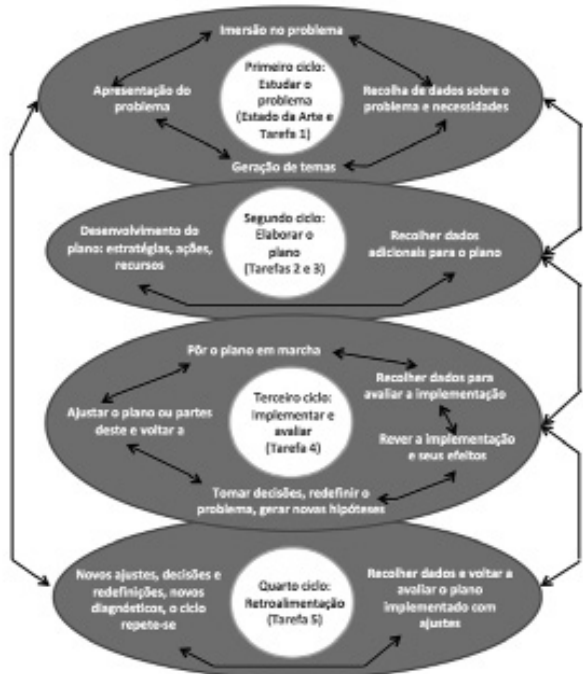 Imersão no problema
Primeiro ciclo:
Estudar o
problema
(Estado da Arte e
Tarefa 1)
Apresentação do
problema
Recolha de dados sobre o
problema e necessidades
Geração de temas
Segundo ciclo:
Elaborar o
plano
(Tarefas 2 e 3)
Desenvolvimento do
plano: estratégias, ações,
recursos
Recolher dados
adicionais para o plano
Pôr o plano em marcha
Recolher dados para
avaliar a implementação
Terceiro ciclo:
Implementar e
avaliar
(Tarefa 4)
Ajustar o plano ou partes
deste e voltar a
Rever a implementação
e seus efeitos
Tomar decisões, redefinir o
problema, gerar novas hipóteses
Novos ajustes, decisões e
redefinições, novos
diagnósticos, o ciclo
repete-se
Quarto ciclo:
Retroalimentação
(Tarefa 5)
Recolher dados e voltar a
avaliar o plano
implementado com
ajustes